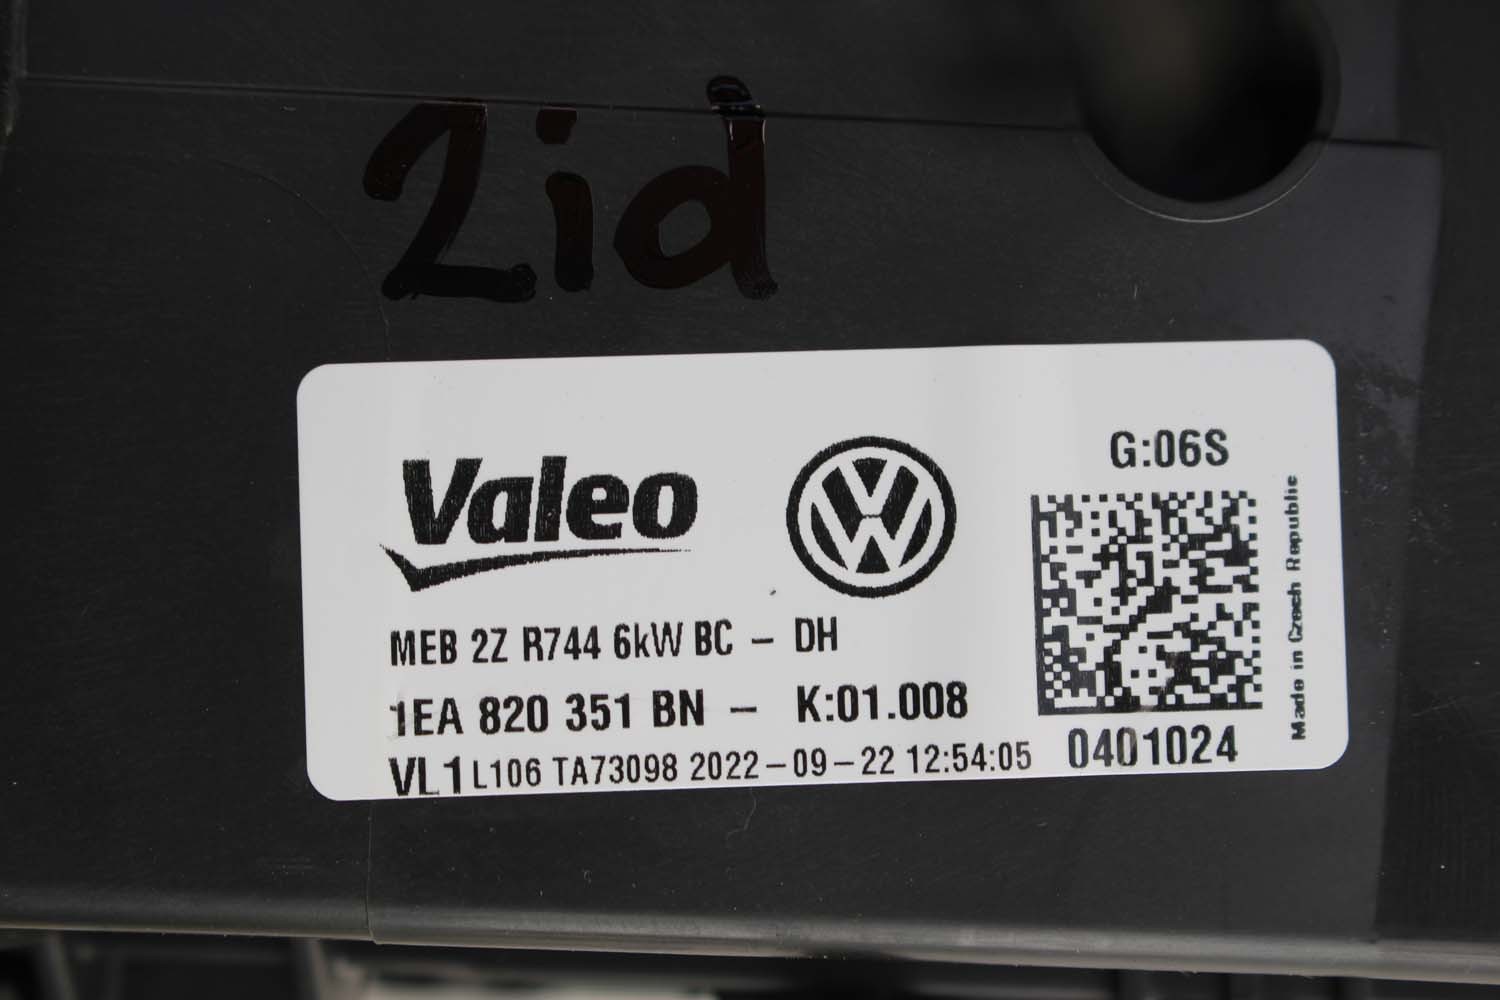 2id
Valeo
VW
G:06S
MEB 2Z R744 6kW BC - DH
1EA 820 351 BN - K:01.008
VL1 L106 TA73098 2022-09-22 12:54:05
0401024
Made in Czech Republic